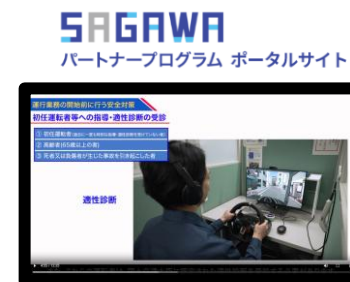 SAGAWA
パートナープログラム ポータルサイト
運行業務の開始前に行う安全対策
初任運転者等への指導・適性診断の受診
① 初任運転者
② 高齢者(65歳以上の者)
③ 死者又は負傷者が生じた事故を引き起こした者
適性診断